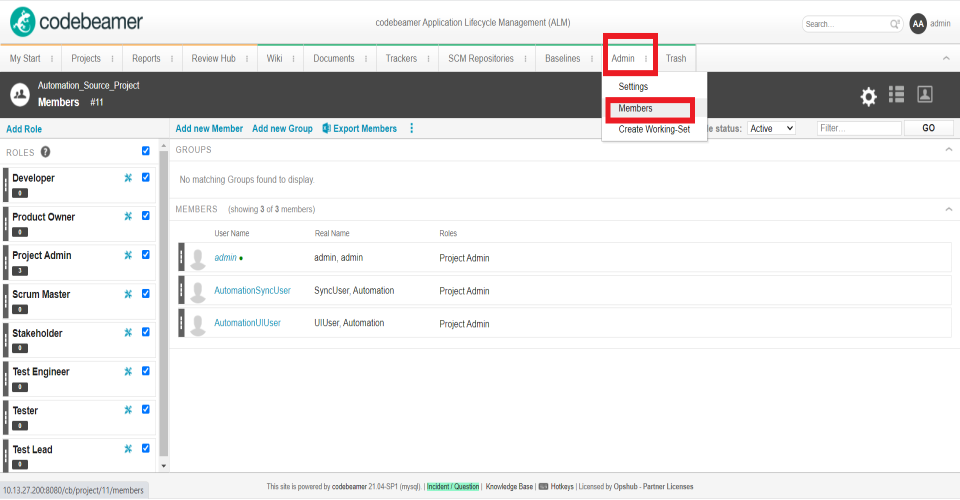 codebeamer
codebeamer Application Lifecycle Management (ALM)
Search...
AA admin
My Start Projects Reports Review Hub Wiki Documents Trackers SCM Repositories Baselines Admin Trash
Automation_Source_Project
Members #11
Settings
Members
Create Working-Set
Add Role
Add new Member Add new Group Export Members
e status: Active Filter... GO
ROLES ?
GROUPS
No matching Groups found to display.
MEMBERS (showing 3 of 3 members)
User Name Real Name Roles
admin admin, admin Project Admin
AutomationSyncUser SyncUser, Automation Project Admin
AutomationUIUser UIUser, Automation Project Admin
Developer
0
Product Owner
0
Project Admin
3
Scrum Master
0
Stakeholder
0
Test Engineer
0
Tester
0
Test Lead
0
10.13.27.200:8080/cb/project/11/members
This site is powered by codebeamer 21.04-SP1 (mysql). | Incident / Question | Knowledge Base | Hotkeys | Licensed by Opshub - Partner Licenses